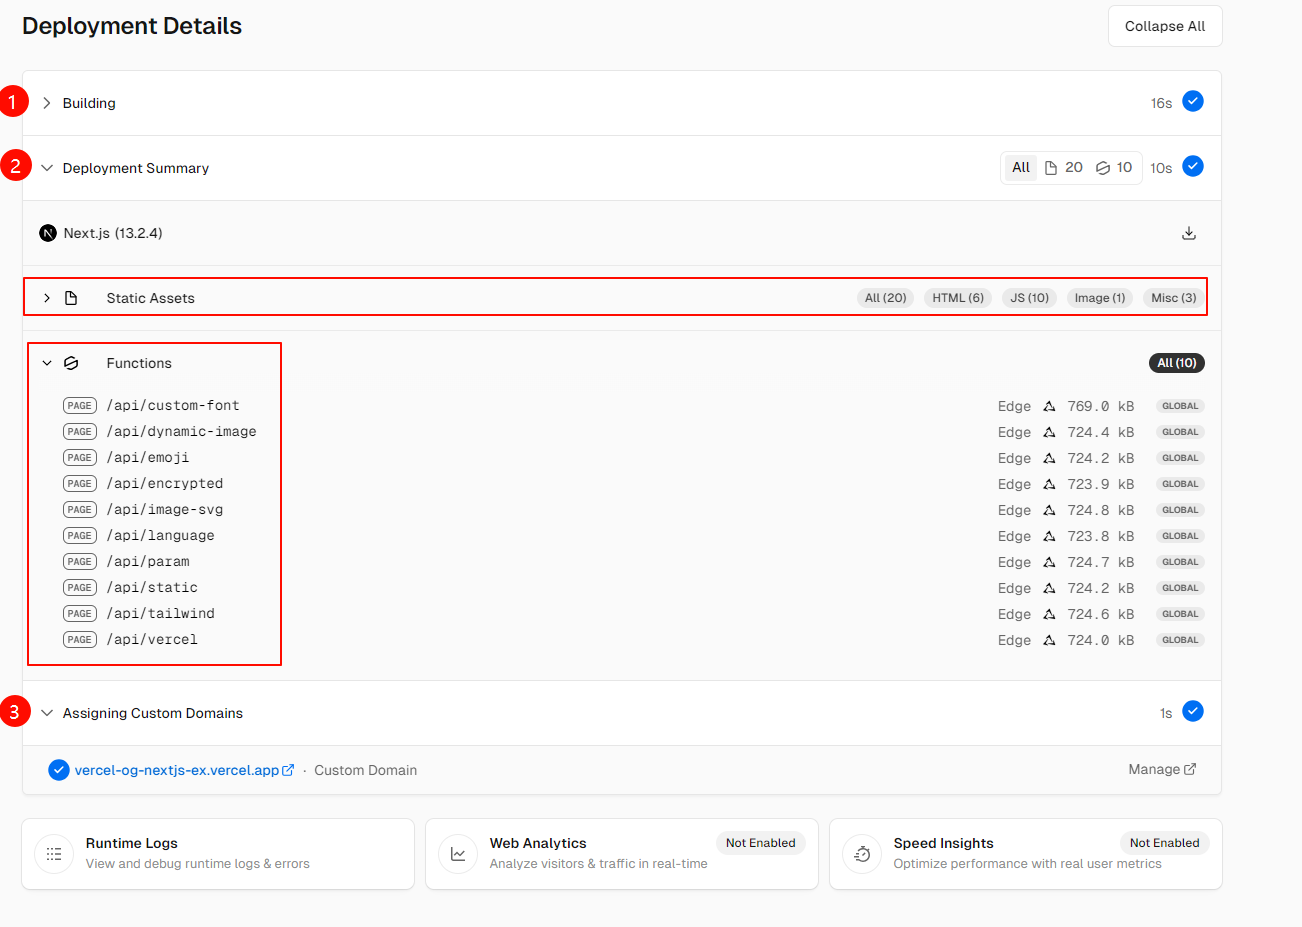 Deployment Details
Collapse All
1
Building
16s
2
Deployment Summary
All 20 10 10s
Next.js (13.2.4)
Static Assets
All (20) HTML (6) JS (10) Image (1) Misc (3)
Functions
All (10)
PAGE /api/custom-font Edge 769.0 kB GLOBAL
PAGE /api/dynamic-image Edge 724.4 kB GLOBAL
PAGE /api/emoji Edge 724.2 kB GLOBAL
PAGE /api/encrypted Edge 723.9 kB GLOBAL
PAGE /api/image-svg Edge 724.8 kB GLOBAL
PAGE /api/language Edge 723.8 kB GLOBAL
PAGE /api/param Edge 724.7 kB GLOBAL
PAGE /api/static Edge 724.2 kB GLOBAL
PAGE /api/tailwind Edge 724.6 kB GLOBAL
PAGE /api/vercel Edge 724.0 kB GLOBAL
3
Assigning Custom Domains
1s
vercel-og-nextjs-ex.vercel.app · Custom Domain
Manage
Runtime Logs
View and debug runtime logs & errors
Web Analytics
Not Enabled
Analyze visitors & traffic in real-time
Speed Insights
Not Enabled
Optimize performance with real user metrics